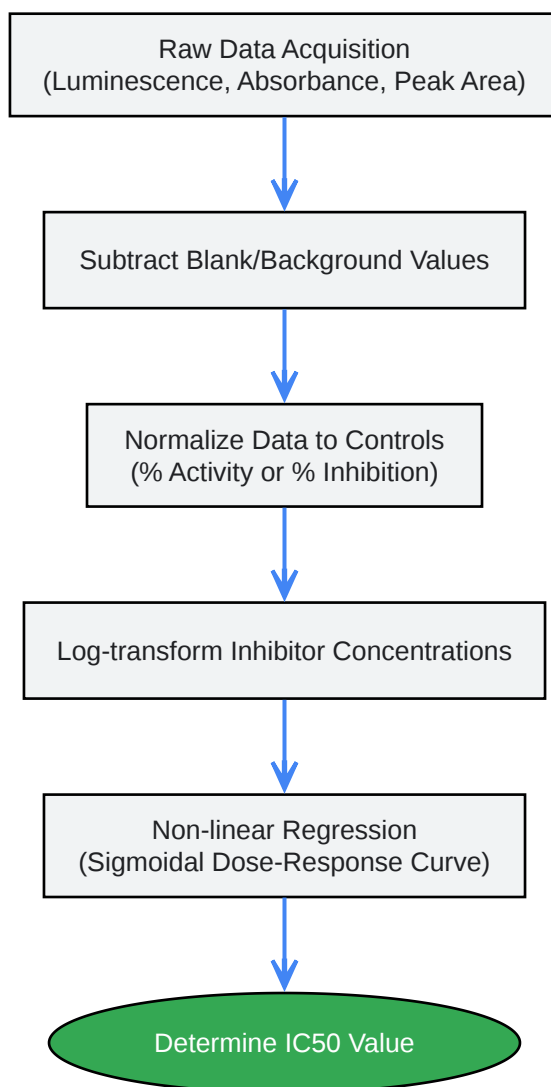 Raw Data Acquisition
(Luminescence, Absorbance, Peak Area)
Subtract Blank/Background Values
Normalize Data to Controls
(% Activity or % Inhibition)
Log-transform Inhibitor Concentrations
Non-linear Regression
(Sigmoidal Dose-Response Curve)
Determine IC50 Value